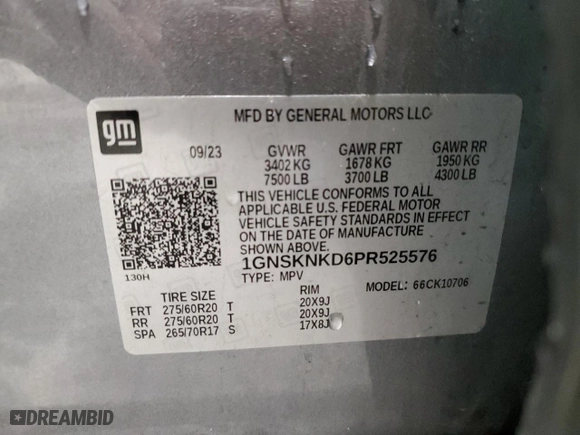 gm
MFD BY GENERAL MOTORS LLC
09/23 GVWR GAWR FRT GAWR RR
3402 KG 1678 KG 1950 KG
7500 LB 3700 LB 4300 LB
THIS VEHICLE CONFORMS TO ALL
APPLICABLE U.S. FEDERAL MOTOR
VEHICLE SAFETY STANDARDS IN EFFECT
ON THE DATE OF MANUFACTURE
SHOWN ABOVE.
130H
1GNSKNKD6PR525576
TYPE: MPV MODEL: 66CK10706
TIRE SIZE RIM
FRT 275/60R20 T 20X9J
RR 275/60R20 T 20X9J
SPA 265/70R17 S 17X8J
DREAMBID